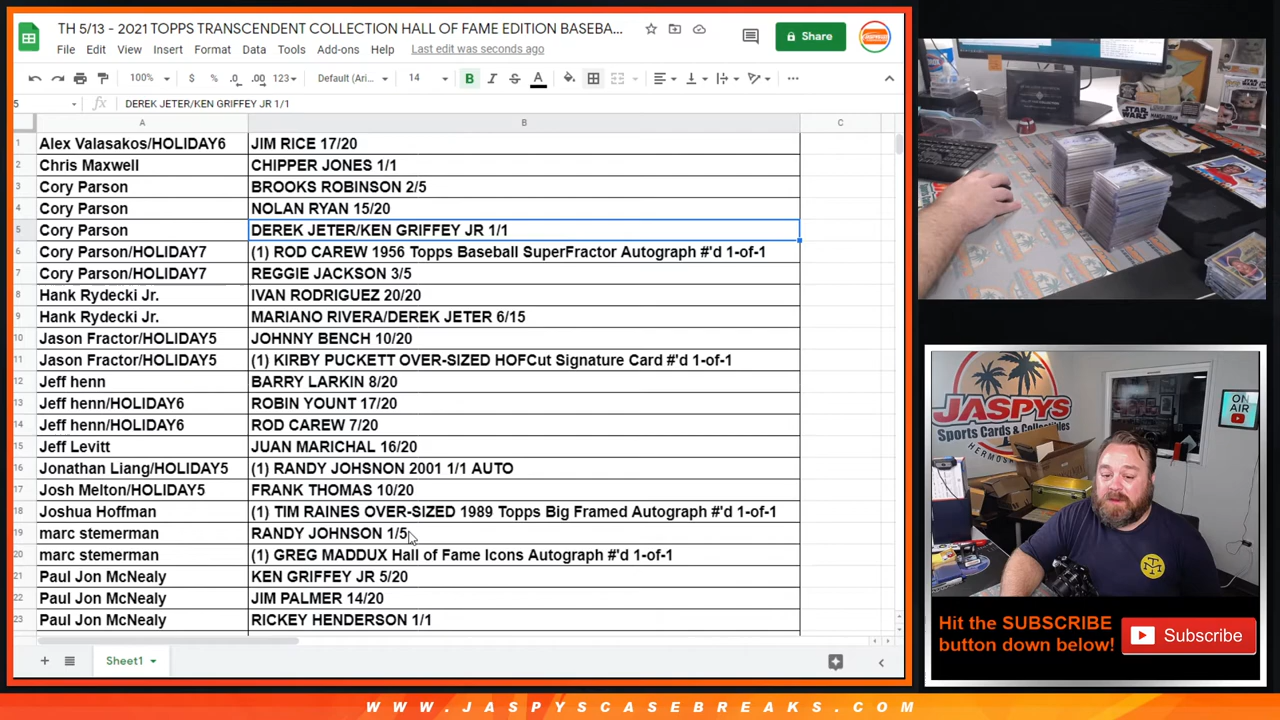 TH 5/13 - 2021 TOPPS TRANSCENDENT COLLECTION HALL OF FAME EDITION BASEBA...
File Edit View Insert Format Data Tools Add-ons Help Last edit was seconds ago
Share
100% $ % .0 .00 123 Default (Ari... 14 B I S A
5 fx DEREK JETER/KEN GRIFFEY JR 1/1
A B C
1 Alex Valasakos/HOLIDAY6 JIM RICE 17/20
2 Chris Maxwell CHIPPER JONES 1/1
3 Cory Parson BROOKS ROBINSON 2/5
4 Cory Parson NOLAN RYAN 15/20
5 Cory Parson DEREK JETER/KEN GRIFFEY JR 1/1
6 Cory Parson/HOLIDAY7 (1) ROD CAREW 1956 Topps Baseball SuperFractor Autograph #'d 1-of-1
7 Cory Parson/HOLIDAY7 REGGIE JACKSON 3/5
8 Hank Rydecki Jr. IVAN RODRIGUEZ 20/20
9 Hank Rydecki Jr. MARIANO RIVERA/DEREK JETER 6/15
10 Jason Fractor/HOLIDAY5 JOHNNY BENCH 10/20
11 Jason Fractor/HOLIDAY5 (1) KIRBY PUCKETT OVER-SIZED HOFCut Signature Card #'d 1-of-1
12 Jeff henn BARRY LARKIN 8/20
13 Jeff henn/HOLIDAY6 ROBIN YOUNT 17/20
14 Jeff henn/HOLIDAY6 ROD CAREW 7/20
15 Jeff Levitt JUAN MARICHAL 16/20
16 Jonathan Liang/HOLIDAY5 (1) RANDY JOHSNON 2001 1/1 AUTO
17 Josh Melton/HOLIDAY5 FRANK THOMAS 10/20
18 Joshua Hoffman (1) TIM RAINES OVER-SIZED 1989 Topps Big Framed Autograph #'d 1-of-1
19 marc stemerman RANDY JOHNSON 1/5
20 marc stemerman (1) GREG MADDUX Hall of Fame Icons Autograph #'d 1-of-1
21 Paul Jon McNealy KEN GRIFFEY JR 5/20
22 Paul Jon McNealy JIM PALMER 14/20
23 Paul Jon McNealy RICKEY HENDERSON 1/1
Sheet1
STAR WARS
JASPYS
Sports Cards & Collectibles
HERMOS
ON AIR
Hit the SUBSCRIBE
button down below!
Subscribe
WWW.JASPYSCASEBREAKS.COM